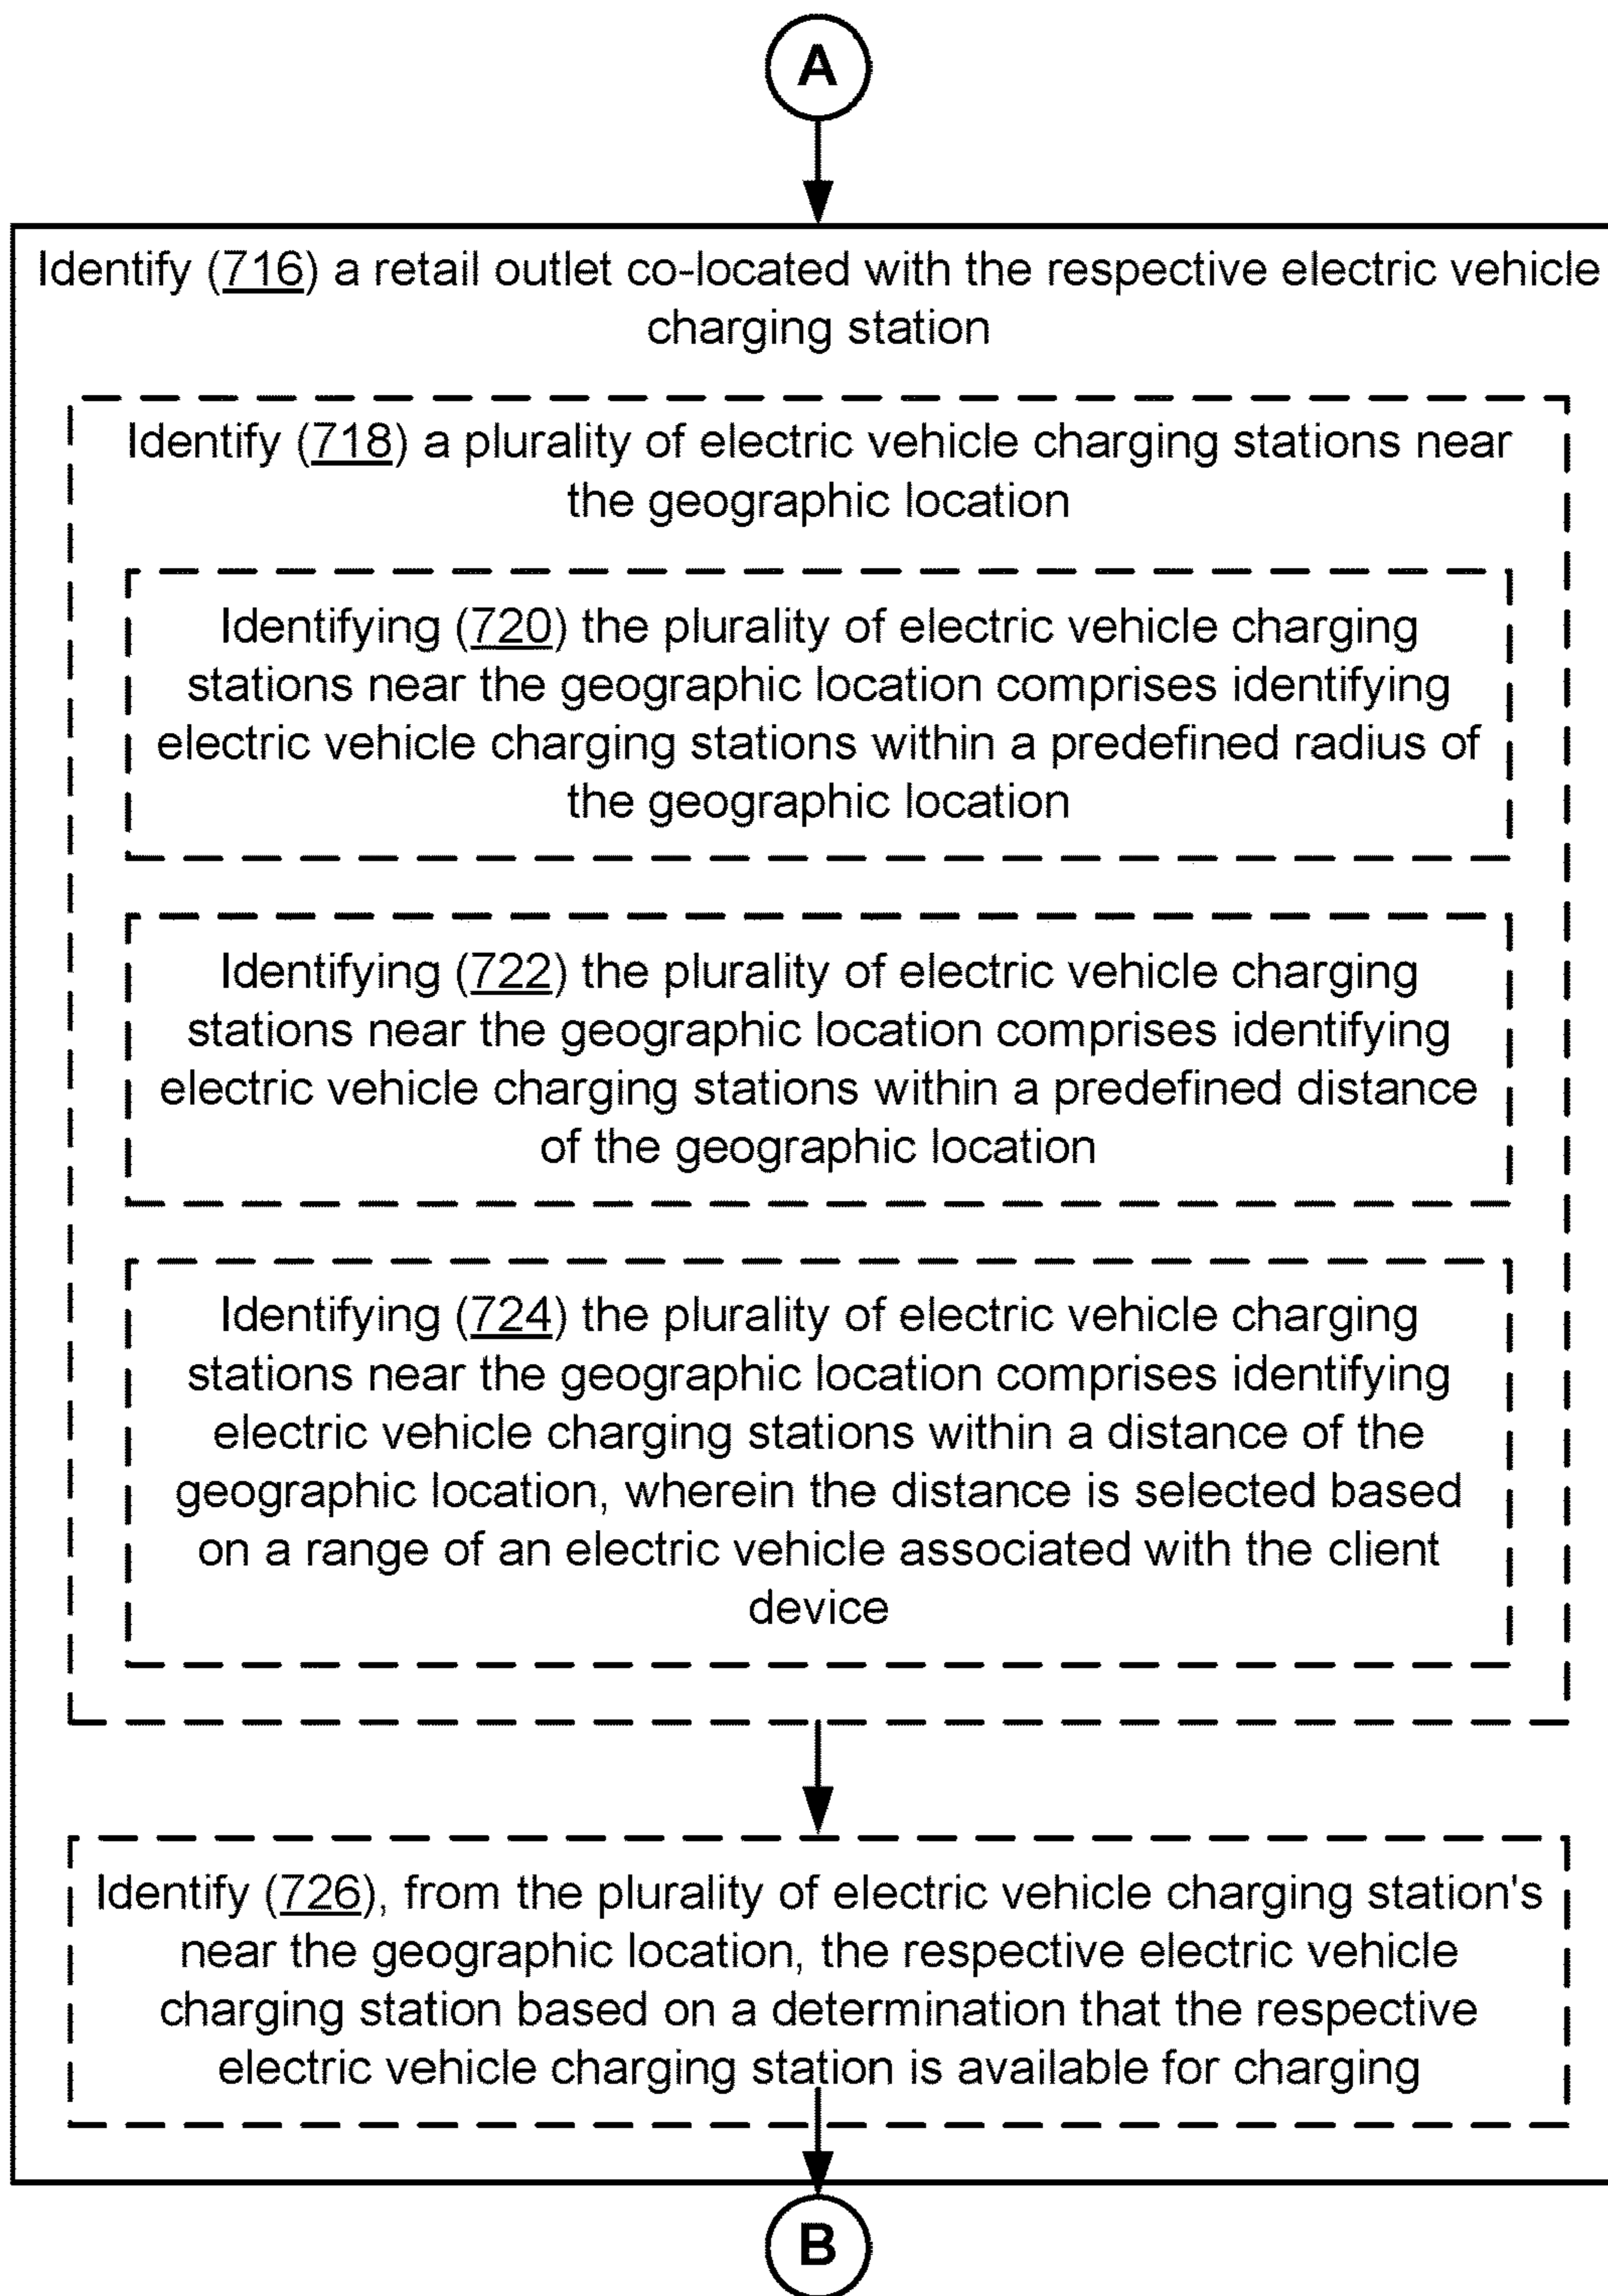 A
Identify (716) a retail outlet co-located with the respective electric vehicle
charging station
Identify (718) a plurality of electric vehicle charging stations near
the geographic location
Identifying (720) the plurality of electric vehicle charging
stations near the geographic location comprises identifying
electric vehicle charging stations within a predefined radius of
the geographic location
Identifying (722) the plurality of electric vehicle charging
stations near the geographic location comprises identifying
electric vehicle charging stations within a predefined distance
of the geographic location
Identifying (724) the plurality of electric vehicle charging
stations near the geographic location comprises identifying
electric vehicle charging stations within a distance of the
geographic location, wherein the distance is selected based
on a range of an electric vehicle associated with the client
device
Identify (726), from the plurality of electric vehicle charging station's
near the geographic location, the respective electric vehicle
charging station based on a determination that the respective
electric vehicle charging station is available for charging
B